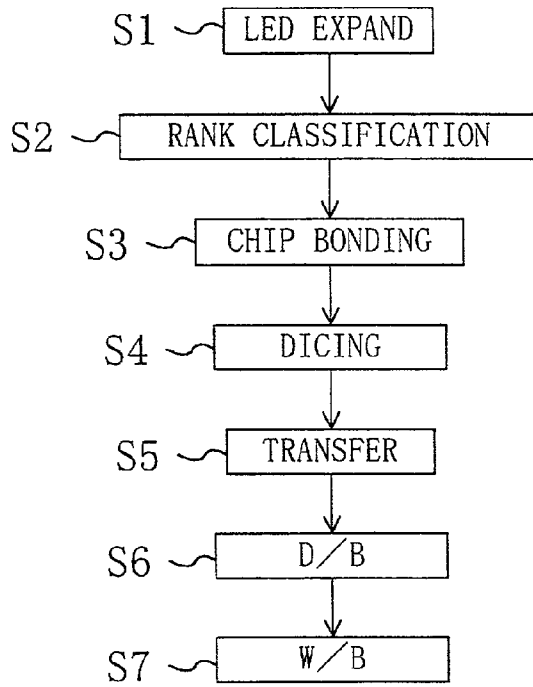 S1 LED EXPAND
S2 RANK CLASSIFICATION
S3 CHIP BONDING
S4 DICING
S5 TRANSFER
S6 D/B
S7 W/B